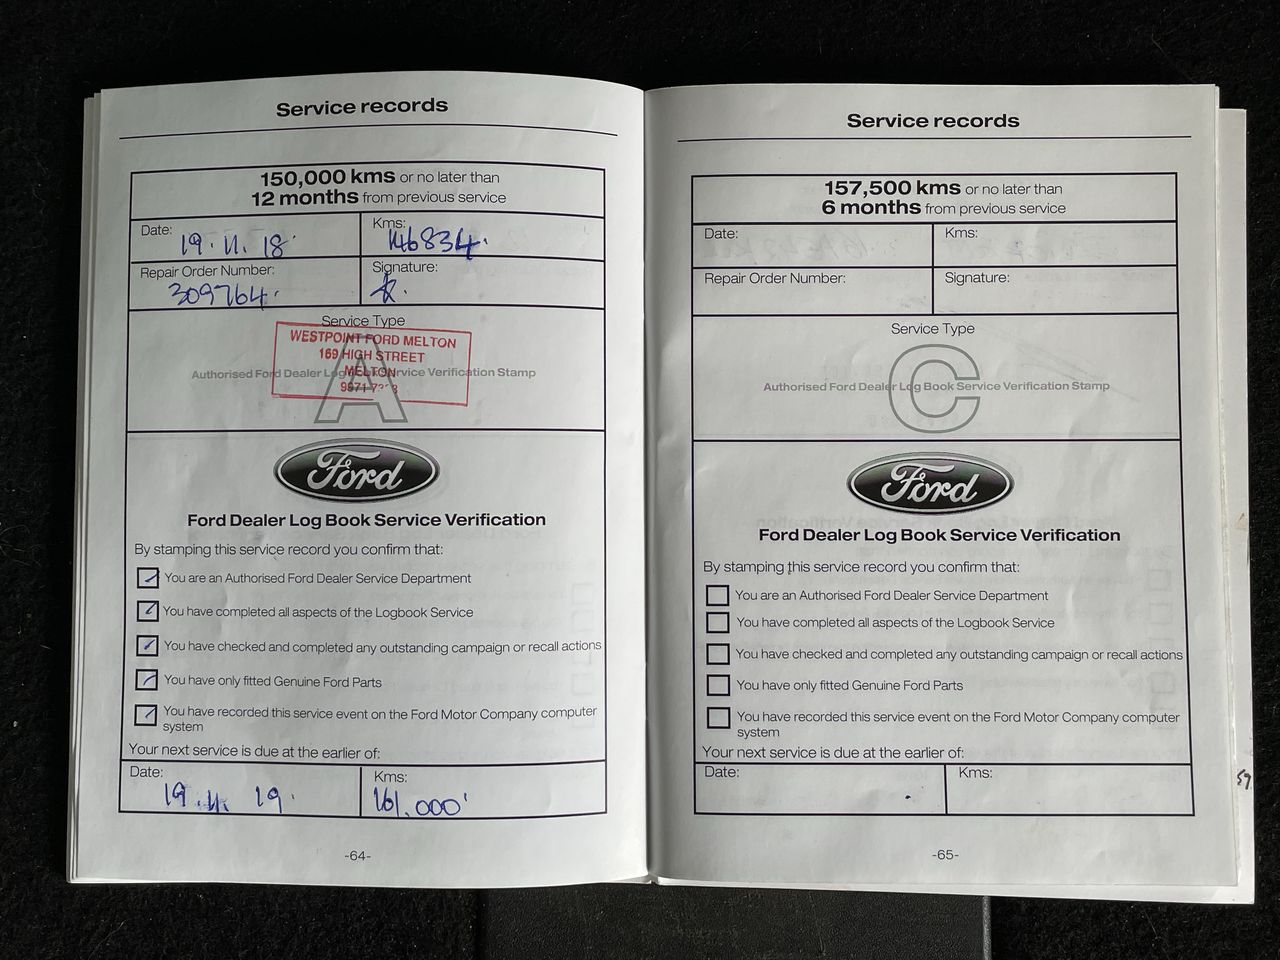 Service records
150,000 kms or no later than
12 months from previous service
Date:
19.11.18
Kms:
146834.
Repair Order Number:
309764.
Signature:
Service Type
A
Authorised Ford Dealer Log Book Service Verification Stamp
WESTPOINT FORD MELTON
169 HIGH STREET
MELTON
Ford
Ford Dealer Log Book Service Verification
By stamping this service record you confirm that:
You are an Authorised Ford Dealer Service Department
You have completed all aspects of the Logbook Service
You have checked and completed any outstanding campaign or recall actions
You have only fitted Genuine Ford Parts
You have recorded this service event on the Ford Motor Company computer
system
Your next service is due at the earlier of:
Date:
19.11.19.
Kms:
161.000
-64-
Service records
157,500 kms or no later than
6 months from previous service
Date:
Kms:
Repair Order Number:
Signature:
Service Type
C
Authorised Ford Dealer Log Book Service Verification Stamp
Ford
Ford Dealer Log Book Service Verification
By stamping this service record you confirm that:
You are an Authorised Ford Dealer Service Department
You have completed all aspects of the Logbook Service
You have checked and completed any outstanding campaign or recall actions
You have only fitted Genuine Ford Parts
You have recorded this service event on the Ford Motor Company computer
system
Your next service is due at the earlier of:
Date:
Kms:
-65-